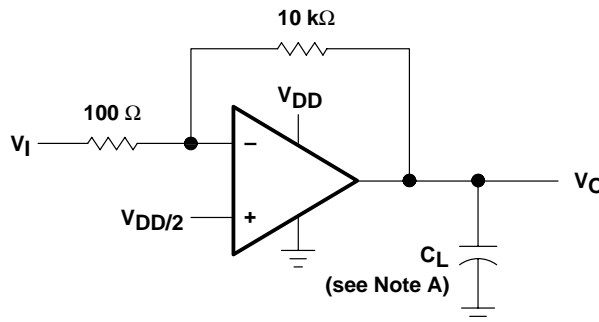 10 kΩ
VDD
100 Ω
VI
−
VDD/2
+
VO
CL
(see Note A)